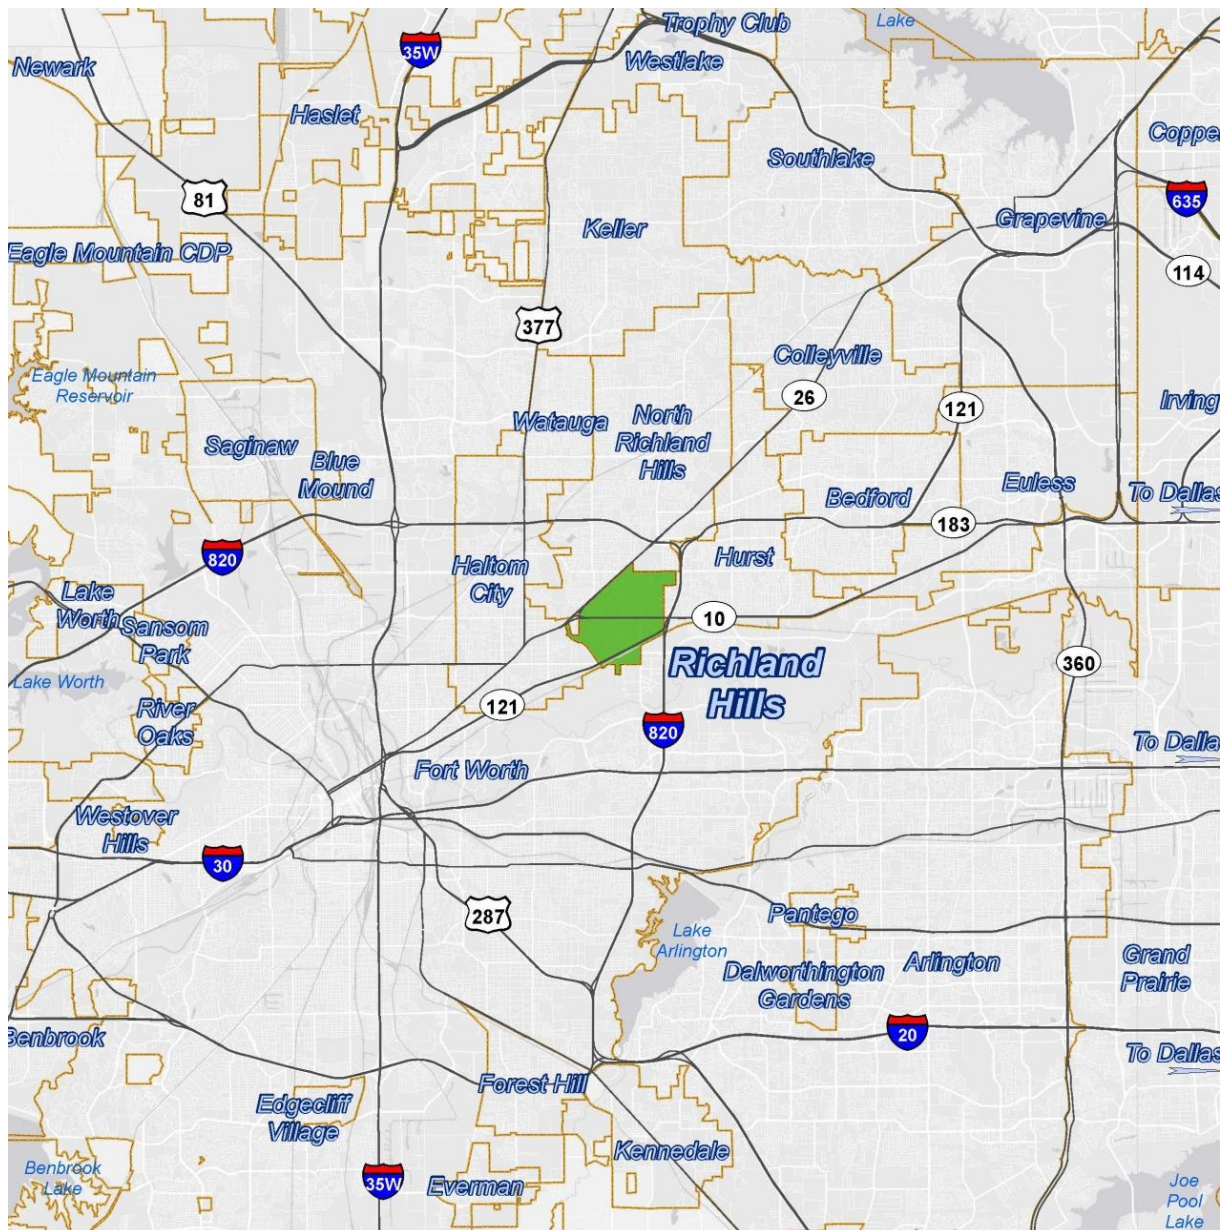 Trophy Club
Lake
35W
Newark
Westlake
Haslet
Copper
Southlake
81
635
Grapevine
Keller
Eagle Mountain CDP
114
377
Colleyville
Eagle Mountain
Reservoir
26
121
Irving
Watauga
North
Richland
Hills
Saginaw
Blue
Mound
Bedford
Euless
To Dallas
183
820
Hurst
Haltom
City
Lake
Worth
10
Sansom
Park
Richland
Hills
360
Lake Worth
River
Oaks
121
820
To Dalla
Fort Worth
Westover
Hills
30
287
Pantego
Lake
Arlington
Dalworthington
Gardens
Arlington
Grand
Prairie
20
Benbrook
To Dallas
Forest Hill
Edgecliff
Village
Kennedale
Benbrook
Lake
35W
Everman
Joe
Pool
Lake